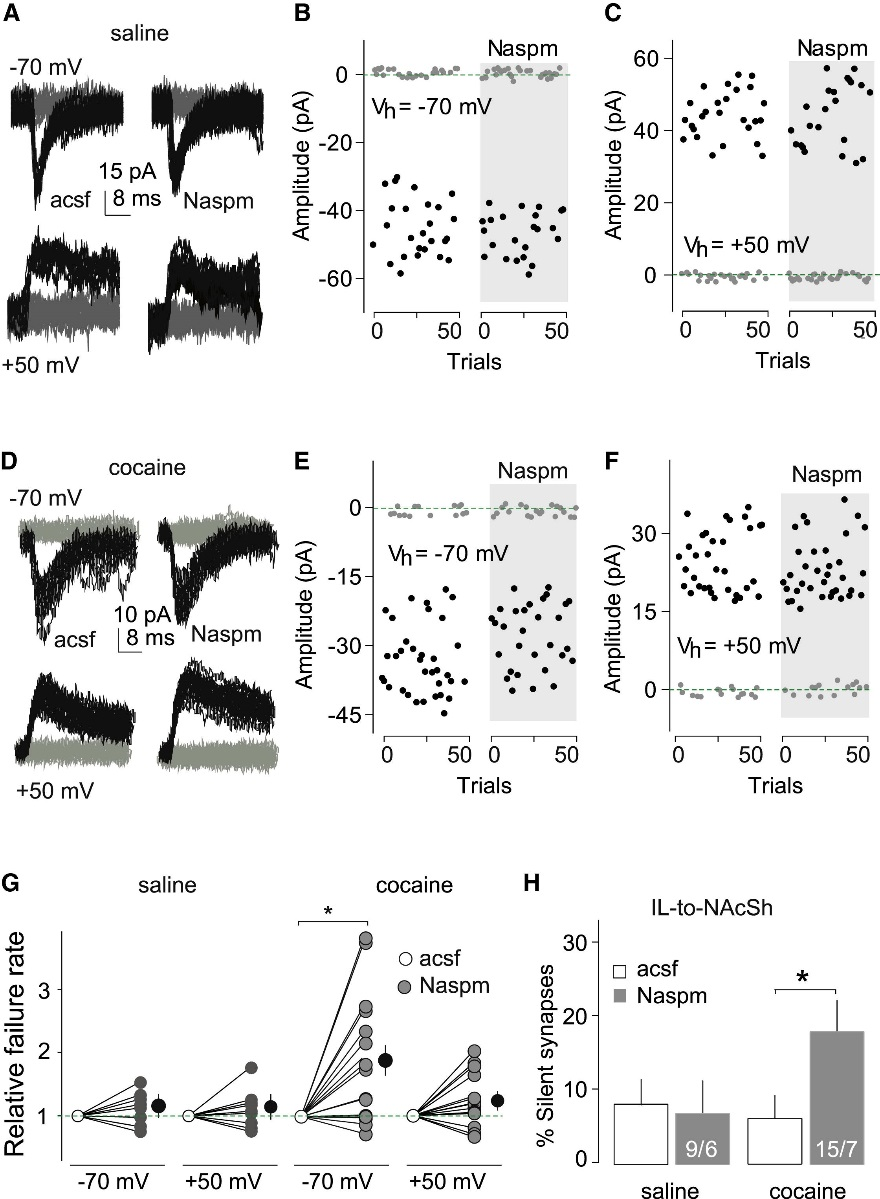 A
saline
-70 mV
15 pA
8 ms
acsf
Naspm
+50 mV
B
Naspm
Amplitude (pA)
0
-20
-40
-60
Vh = -70 mV
0
50
0
50
Trials
C
Naspm
Amplitude (pA)
60
40
20
0
Vh = +50 mV
0
50
0
50
Trials
D
cocaine
-70 mV
10 pA
8 ms
acsf
Naspm
+50 mV
E
Naspm
Amplitude (pA)
0
-15
-30
-45
Vh = -70 mV
0
50
0
50
Trials
F
Naspm
Amplitude (pA)
30
15
0
Vh = +50 mV
0
50
0
50
Trials
G
saline
cocaine
*
Relative failure rate
3
2
1
acsf
Naspm
-70 mV
+50 mV
-70 mV
+50 mV
H
IL-to-NAcSh
% Silent synapses
30
20
10
0
acsf
Naspm
*
9/6
15/7
saline
cocaine